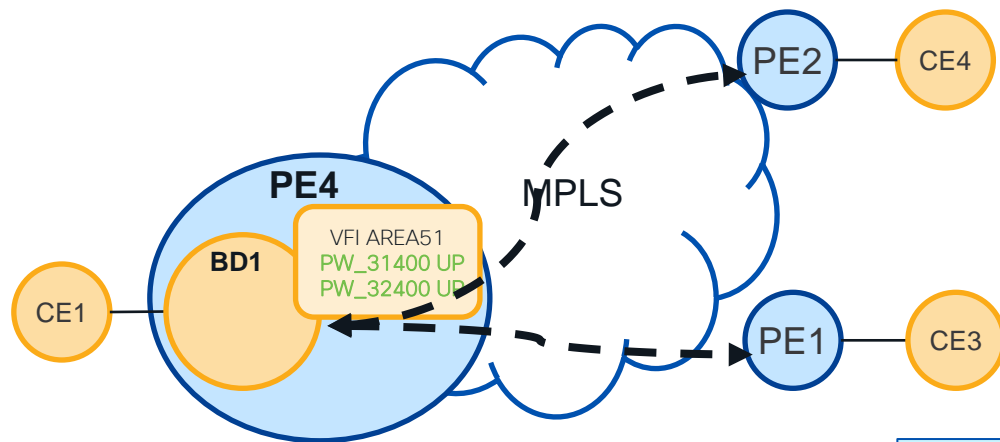 PE2
CE4
MPLS
PE4
VFI AREA51
PW_31400 UP
PW_32400 UP
BD1
CE1
PE1
CE3